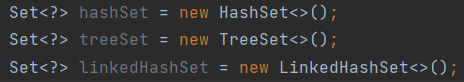 Set<?> hashSet = new HashSet<>();
Set<?> treeSet = new TreeSet<>();
Set<?> linkedHashSet = new LinkedHashSet<>();